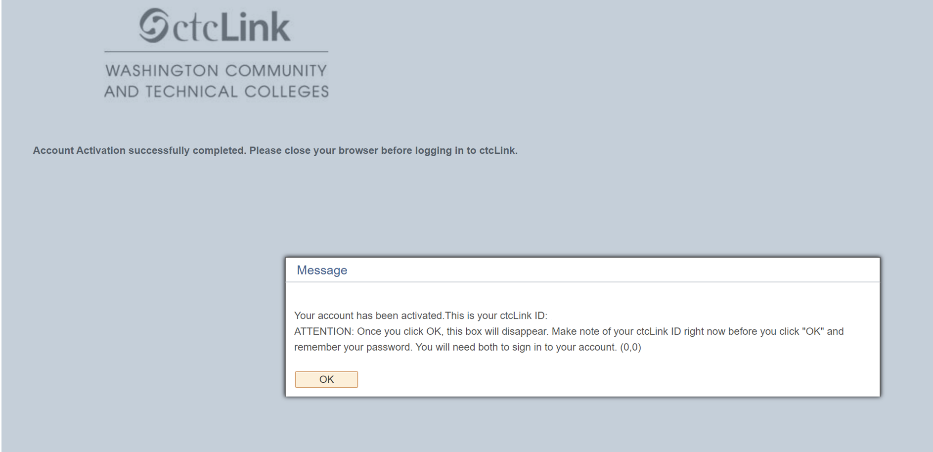 ctcLink
WASHINGTON COMMUNITY
AND TECHNICAL COLLEGES
Account Activation successfully completed. Please close your browser before logging in to ctcLink.
Message
Your account has been activated.This is your ctcLink ID:
ATTENTION: Once you click OK, this box will disappear. Make note of your ctcLink ID right now before you click "OK" and
remember your password. You will need both to sign in to your account. (0,0)
OK